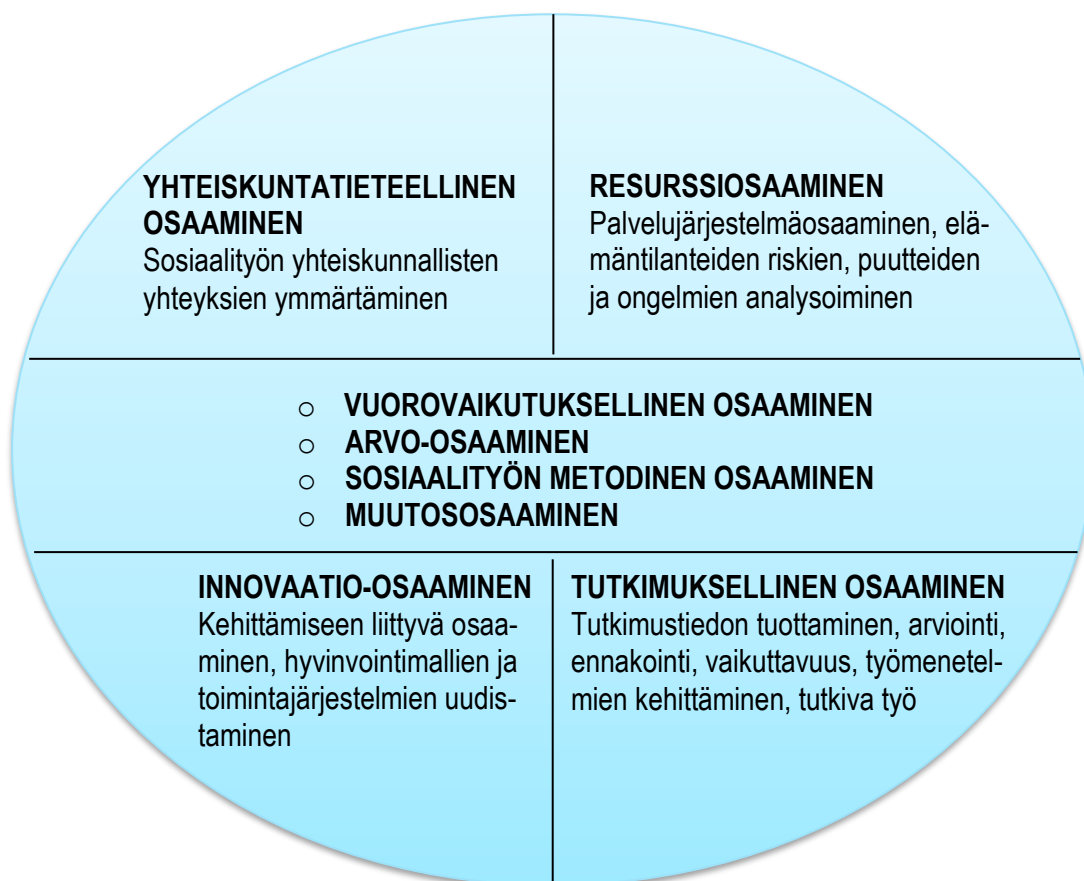 YHTEISKUNTATIETEELLINEN
OSAAMINEN
Sosiaalityön yhteiskunnallisten
yhteyksien ymmärtäminen
RESURSSIOSAAMINEN
Palvelujärjestelmäosaaminen, elä-
mäntilanteiden riskien, puutteiden
ja ongelmien analysoiminen
o VUOROVAIKUTUKSELLINEN OSAAMINEN
o ARVO-OSAAMINEN
o SOSIAALITYÖN METODINEN OSAAMINEN
o MUUTOSOSAAMINEN
INNOVAATIO-OSAAMINEN
Kehittämiseen liittyvä osaa-
minen, hyvinvointimallien ja
toimintajärjestelmien uudis-
taminen
TUTKIMUKSELLINEN OSAAMINEN
Tutkimustiedon tuottaminen, arviointi,
ennakointi, vaikuttavuus, työmenetel-
mien kehittäminen, tutkiva työ